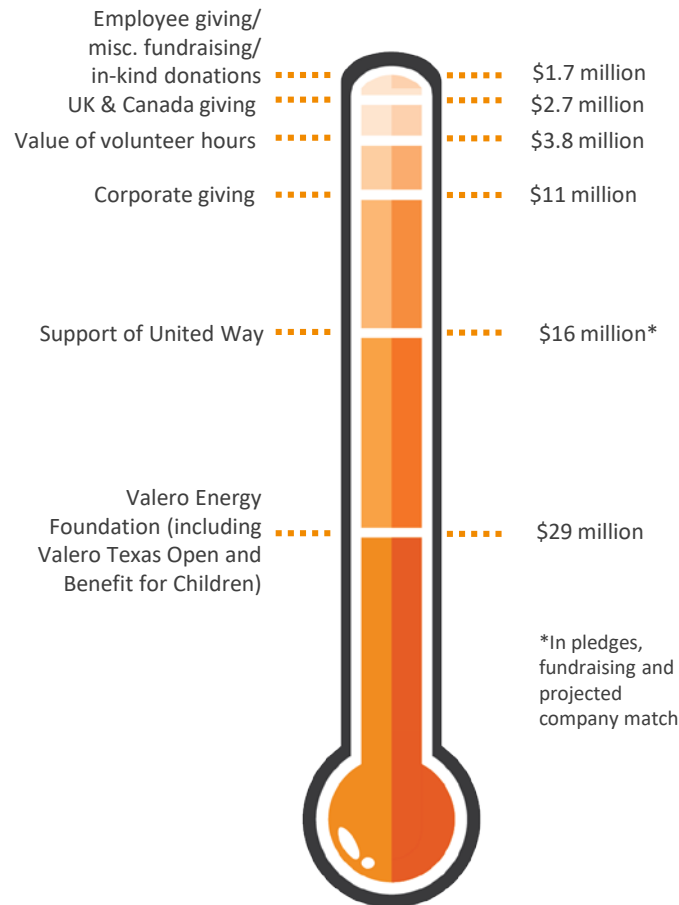 Employee giving/
misc. fundraising/
in-kind donations
$1.7 million
UK & Canada giving
$2.7 million
Value of volunteer hours
$3.8 million
Corporate giving
$11 million
Support of United Way
$16 million*
Valero Energy
Foundation (including
Valero Texas Open and
Benefit for Children)
$29 million
*In pledges,
fundraising and
projected
company match